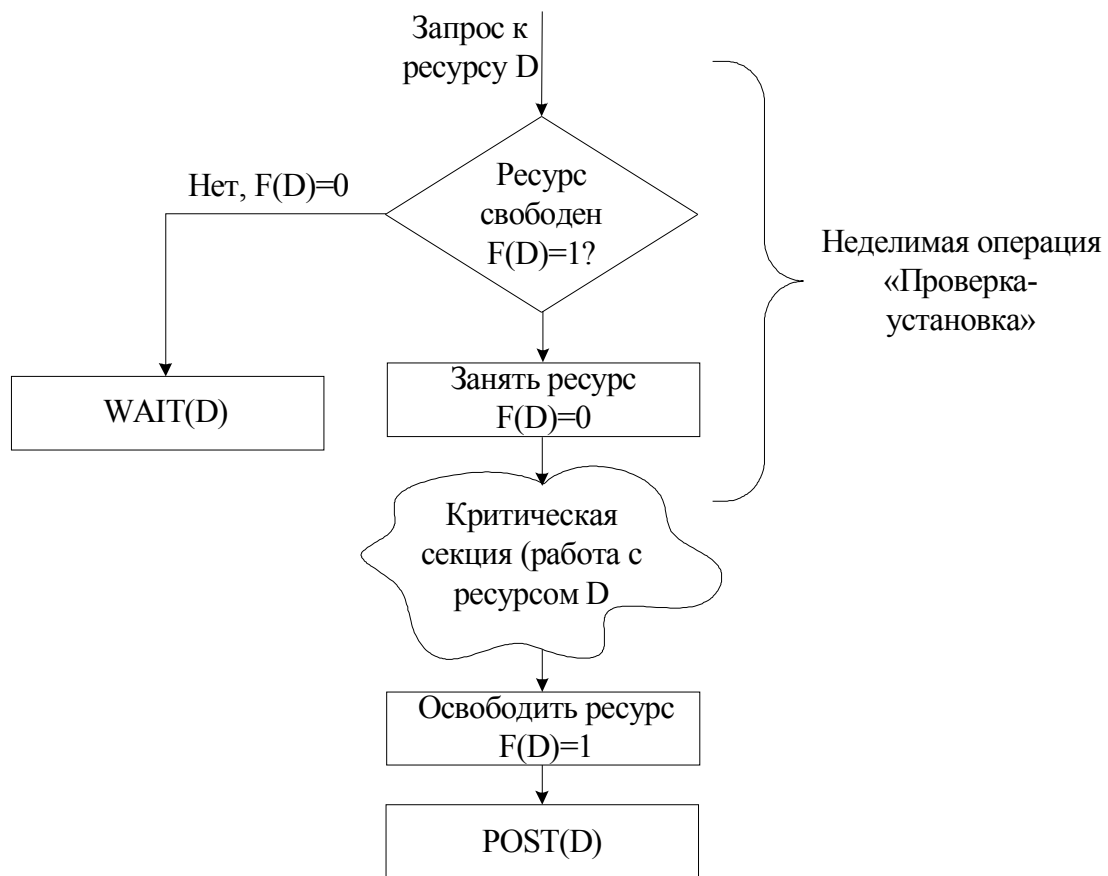 Запрос к
ресурсу D
Нет, F(D)=0
Ресурс
свободен
F(D)=1?
Неделимая операция
«Проверка-
установка»
WAIT(D)
Занять ресурс
F(D)=0
Критическая
секция (работа с
ресурсом D
Освободить ресурс
F(D)=1
POST(D)